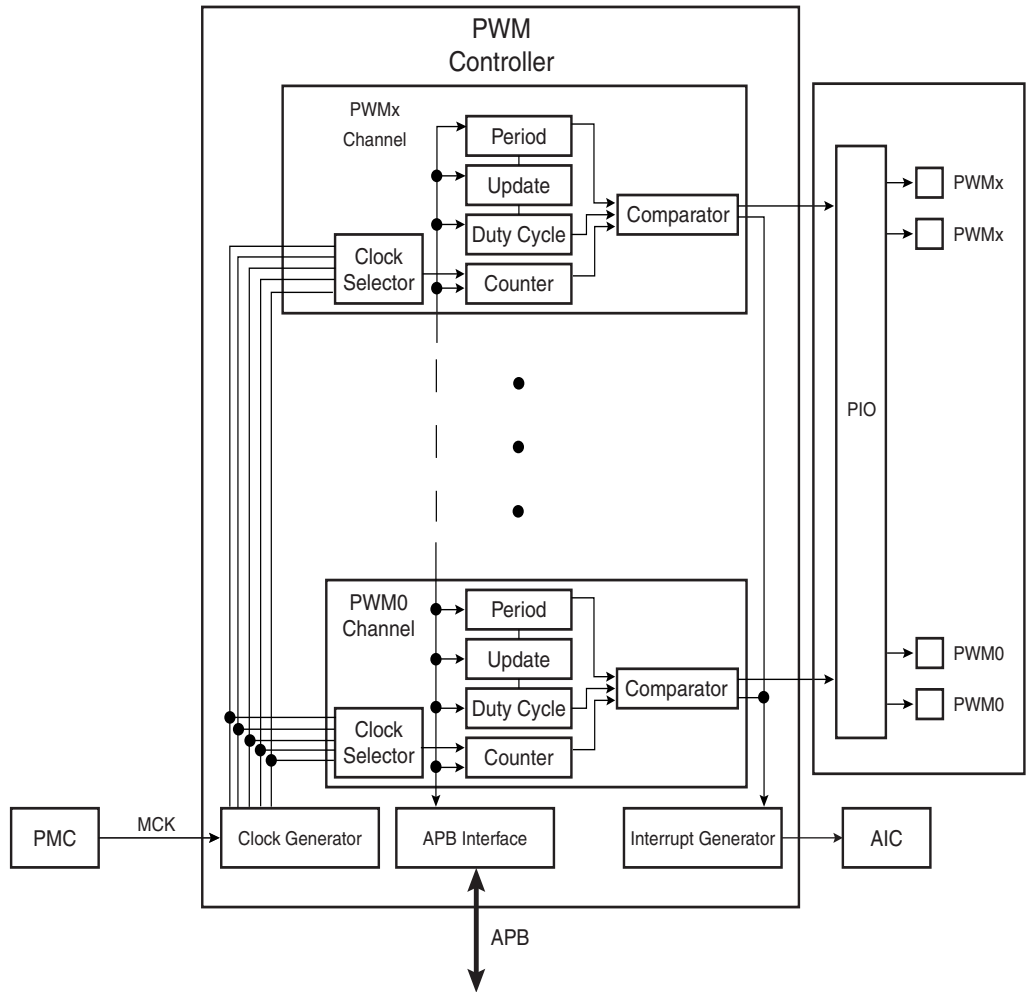 PWM
Controller
PWMx
Channel
Period
Update
Duty Cycle
Counter
Clock
Selector
Comparator
PIO
PWMx
PWMx
PWM0
Channel
Period
Update
Duty Cycle
Counter
Clock
Selector
Comparator
PWM0
PWM0
PMC
MCK
Clock Generator
APB Interface
Interrupt Generator
AIC
APB